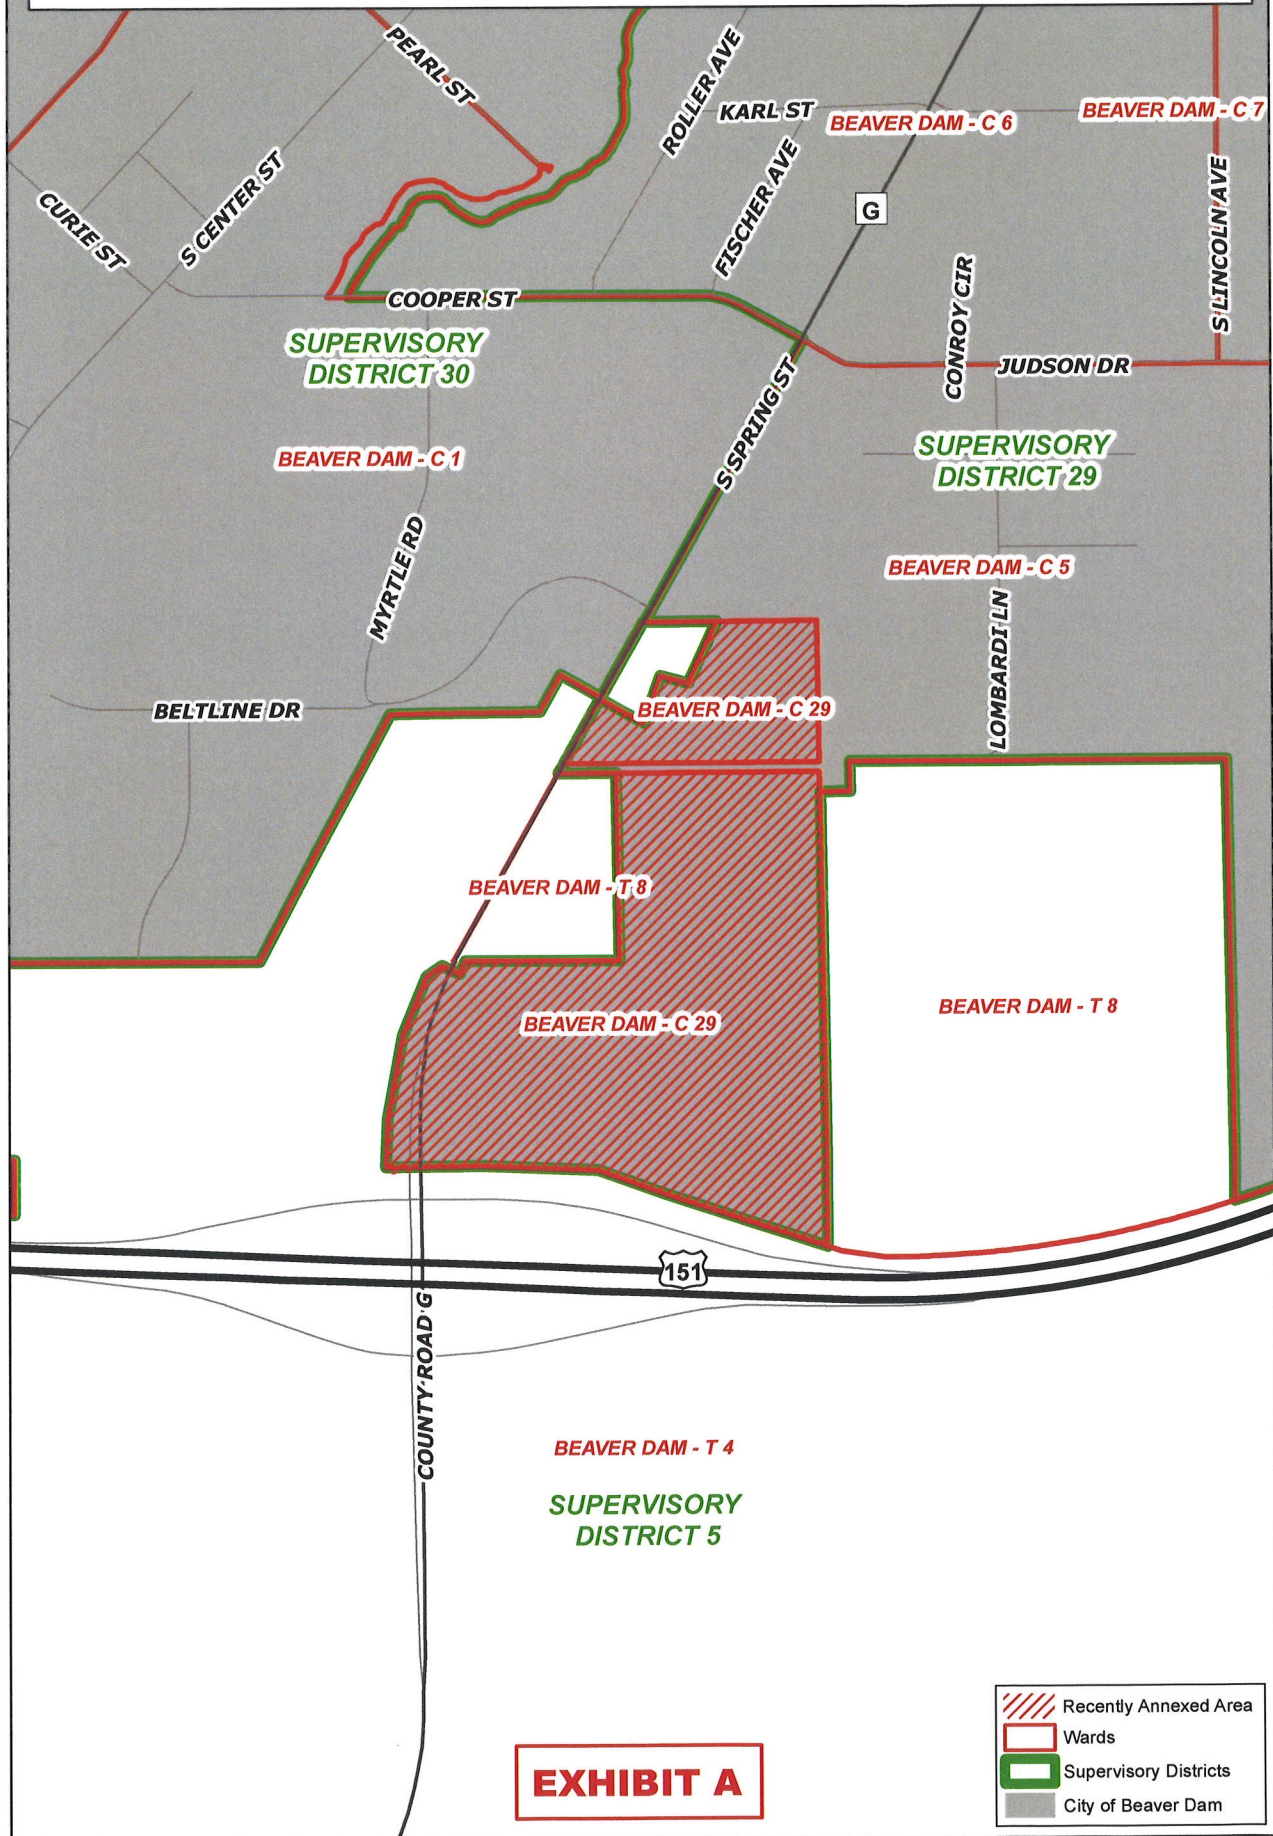 PEARL ST
ROLLER AVE
KARL ST
BEAVER DAM - C 6
BEAVER DAM - C 7
CURIE ST
S CENTER ST
FISCHER AVE
G
S LINCOLN AVE
COOPER ST
CONROY CIR
SUPERVISORY
DISTRICT 30
JUDSON DR
S SPRING ST
BEAVER DAM - C 1
SUPERVISORY
DISTRICT 29
MYRTLE RD
BEAVER DAM - C 5
LOMBARDI LN
BELTLINE DR
BEAVER DAM - C 29
BEAVER DAM - T 8
BEAVER DAM - C 29
BEAVER DAM - T 8
151
COUNTY ROAD G
BEAVER DAM - T 4
SUPERVISORY
DISTRICT 5
EXHIBIT A
Recently Annexed Area
Wards
Supervisory Districts
City of Beaver Dam